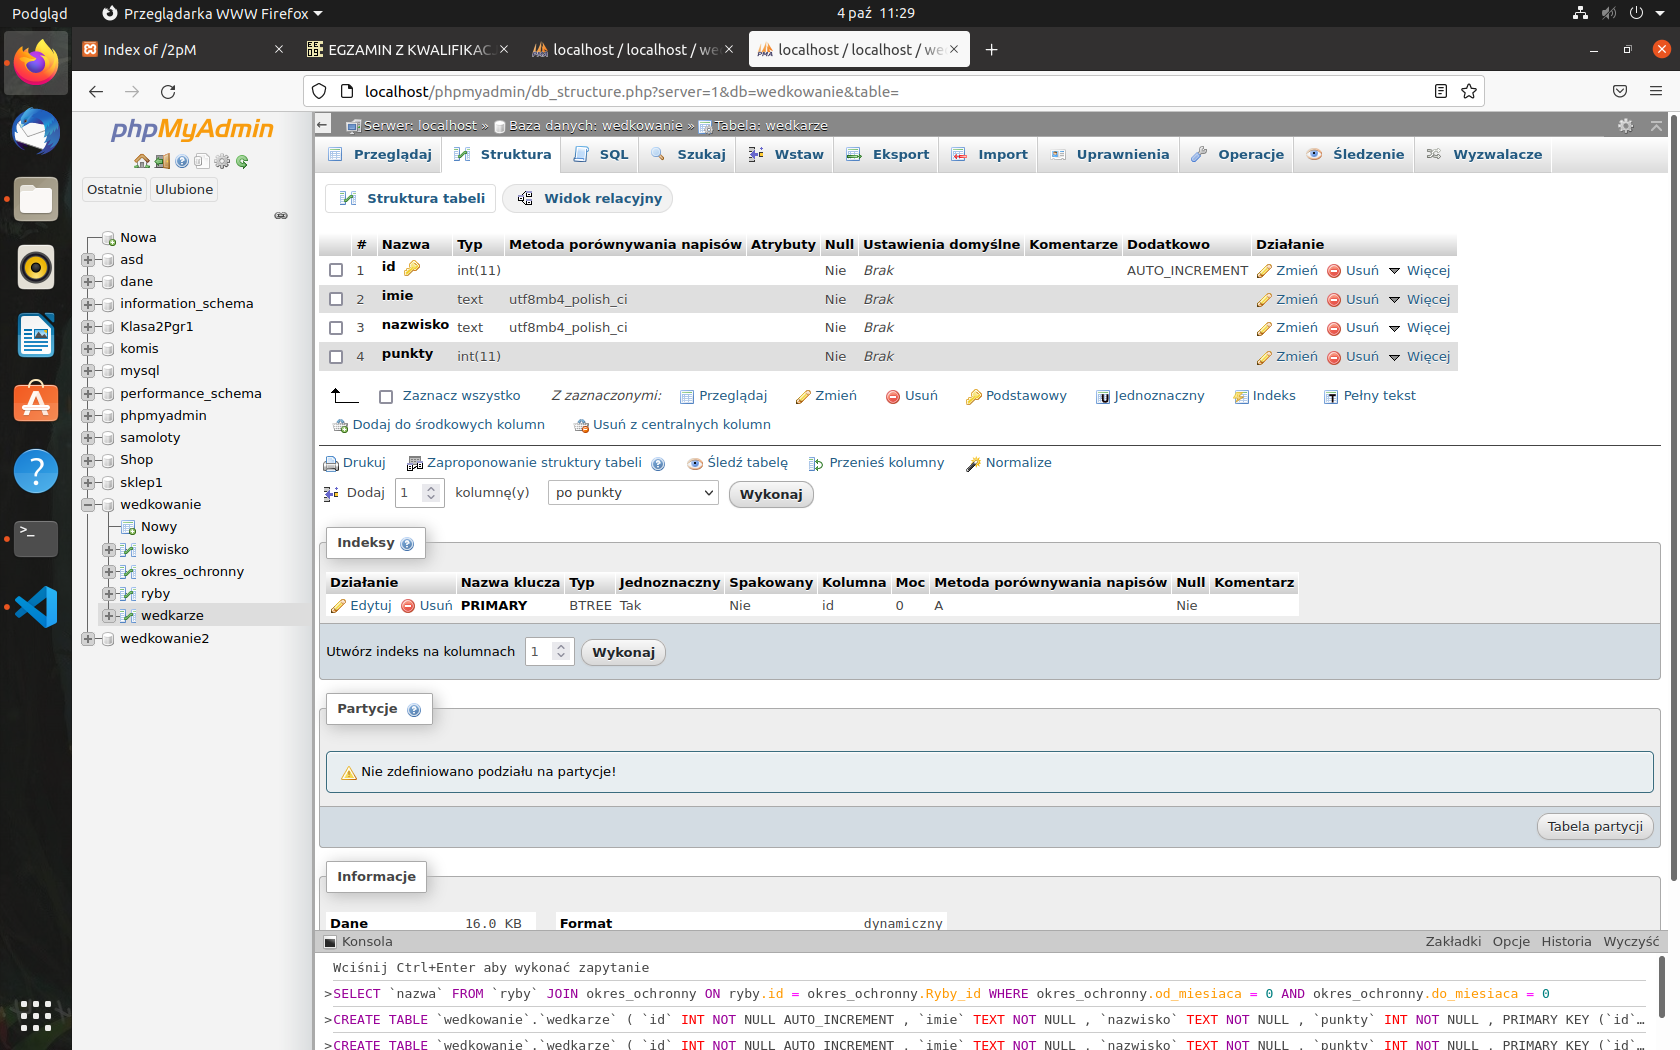 Podgląd
Przeglądarka WWW Firefox
4 paź 11:29
Index of /2pM
EGZAMIN Z KWALIFIKAC
localhost / localhost / we
localhost / localhost / we
localhost/phpmyadmin/db_structure.php?server=1&db=wedkowanie&table=
phpMyAdmin
Ostatnie
Ulubione
Nowa
asd
dane
information_schema
Klasa2Pgr1
komis
mysql
performance_schema
phpmyadmin
samoloty
Shop
sklep1
wedkowanie
Nowy
lowisko
okres_ochronny
ryby
wedkarze
wedkowanie2
Serwer: localhost » Baza danych: wedkowanie » Tabela: wedkarze
Przeglądaj Struktura SQL Szukaj Wstaw Eksport Import Uprawnienia Operacje Śledzenie Wyzwalacze
Struktura tabeli Widok relacyjny
# Nazwa Typ Metoda porównywania napisów Atrybuty Null Ustawienia domyślne Komentarze Dodatkowo Działanie
1 id int(11) Nie Brak AUTO_INCREMENT Zmień Usuń Więcej
2 imie text utf8mb4_polish_ci Nie Brak Zmień Usuń Więcej
3 nazwisko text utf8mb4_polish_ci Nie Brak Zmień Usuń Więcej
4 punkty int(11) Nie Brak Zmień Usuń Więcej
Zaznacz wszystko Z zaznaczonymi: Przeglądaj Zmień Usuń Podstawowy Jednoznaczny Indeks Pełny tekst
Dodaj do środkowych kolumn Usuń z centralnych kolumn
Drukuj Zaproponowanie struktury tabeli Śledź tabelę Przenieś kolumny Normalize
Dodaj 1 kolumnę(y) po punkty Wykonaj
Indeksy
Działanie Nazwa klucza Typ Jednoznaczny Spakowany Kolumna Moc Metoda porównywania napisów Null Komentarz
Edytuj Usuń PRIMARY BTREE Tak Nie id 0 A Nie
Utwórz indeks na kolumnach 1 Wykonaj
Partycje
Nie zdefiniowano podziału na partycje!
Tabela partycji
Informacje
Dane 16.0 KB Format dynamiczny
Konsola Zakładki Opcje Historia Wyczyść
Wciśnij Ctrl+Enter aby wykonać zapytanie
>SELECT `nazwa` FROM `ryby` JOIN okres_ochronny ON ryby.id = okres_ochronny.Ryby_id WHERE okres_ochronny.od_miesiaca = 0 AND okres_ochronny.do_miesiaca = 0
>CREATE TABLE `wedkowanie`.`wedkarze` ( `id` INT NOT NULL AUTO_INCREMENT , `imie` TEXT NOT NULL , `nazwisko` TEXT NOT NULL , `punkty` INT NOT NULL , PRIMARY KEY (`id`…
>CREATE TABLE `wedkowanie`.`wedkarze` ( `id` INT NOT NULL AUTO_INCREMENT , `imie` TEXT NOT NULL , `nazwisko` TEXT NOT NULL , `punkty` INT NOT NULL , PRIMARY KEY (`id`…